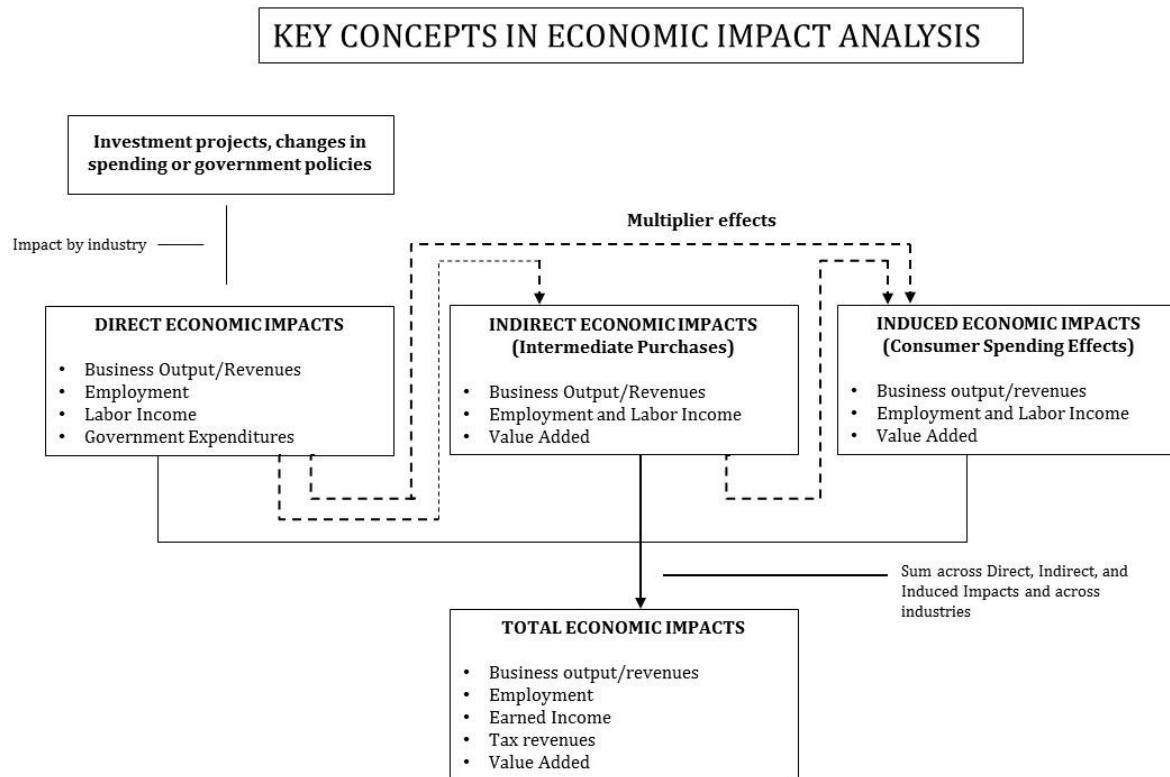 KEY CONCEPTS IN ECONOMIC IMPACT ANALYSIS
Investment projects, changes in
spending or government policies
Impact by industry
Multiplier effects
DIRECT ECONOMIC IMPACTS
• Business Output/Revenues
• Employment
• Labor Income
• Government Expenditures
INDIRECT ECONOMIC IMPACTS
(Intermediate Purchases)
• Business Output/Revenues
• Employment and Labor Income
• Value Added
INDUCED ECONOMIC IMPACTS
(Consumer Spending Effects)
• Business output/revenues
• Employment and Labor Income
• Value Added
Sum across Direct, Indirect, and
Induced Impacts and across
industries
TOTAL ECONOMIC IMPACTS
• Business output/revenues
• Employment
• Earned Income
• Tax revenues
• Value Added